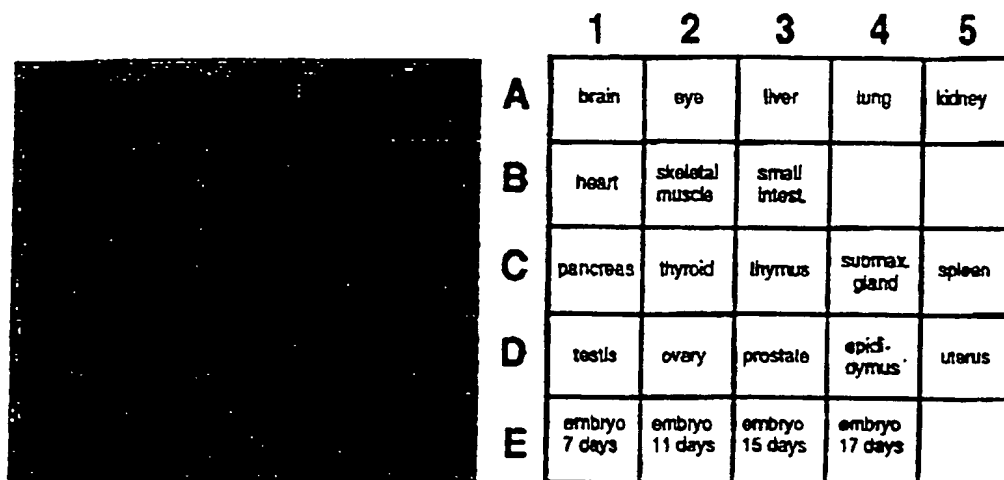 1 2 3 4 5
A brain eye liver lung kidney
B heart skeletal muscle small intest.
C pancreas thyroid thymus submax. gland spleen
D testis ovary prostate epidi- dymus uterus
E embryo 7 days embryo 11 days embryo 15 days embryo 17 days